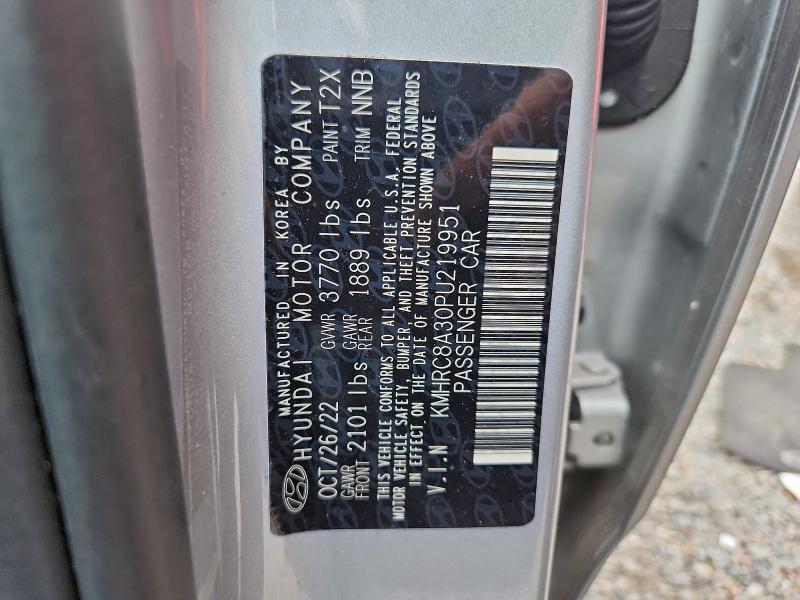 MANUFACTURED IN KOREA BY
HYUNDAI MOTOR COMPANY
OCT/26/22 GVWR 3770 lbs PAINT T2X
GAWR FRONT 2101 lbs GAWR REAR 1889 lbs TRIM NNB
THIS VEHICLE CONFORMS TO ALL APPLICABLE U.S.A. FEDERAL
MOTOR VEHICLE SAFETY, BUMPER AND THEFT PREVENTION STANDARDS
IN EFFECT ON THE DATE OF MANUFACTURE SHOWN ABOVE
V.I.N KMHRC8A30PU219951
PASSENGER CAR